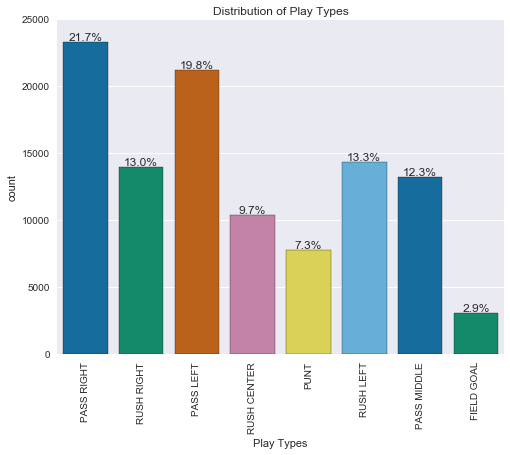 Distribution of Play Types
25000
20000
15000
10000
5000
0
count
21.7%
13.0%
19.8%
9.7%
7.3%
13.3%
12.3%
2.9%
PASS RIGHT
RUSH RIGHT
PASS LEFT
RUSH CENTER
PUNT
RUSH LEFT
PASS MIDDLE
FIELD GOAL
Play Types